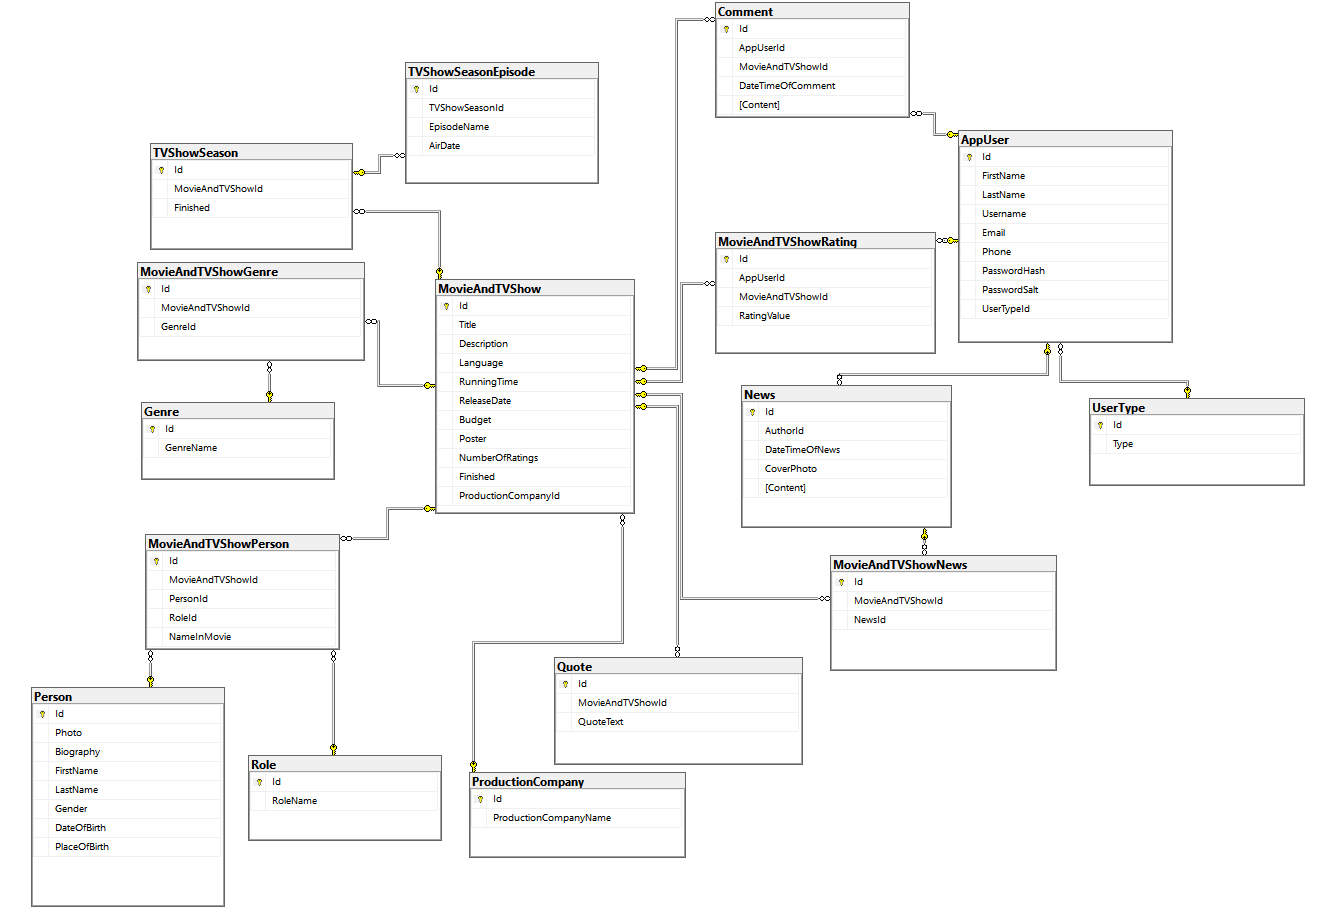 Comment
Id
AppUserId
MovieAndTVShowId
DateTimeOfComment
[Content]
TVShowSeasonEpisode
Id
TVShowSeasonId
EpisodeName
AirDate
AppUser
Id
FirstName
LastName
Username
Email
Phone
PasswordHash
PasswordSalt
UserTypeId
TVShowSeason
Id
MovieAndTVShowId
Finished
MovieAndTVShowRating
Id
AppUserId
MovieAndTVShowId
RatingValue
MovieAndTVShowGenre
Id
MovieAndTVShowId
GenreId
MovieAndTVShow
Id
Title
Description
Language
RunningTime
ReleaseDate
Budget
Poster
NumberOfRatings
Finished
ProductionCompanyId
News
Id
AuthorId
DateTimeOfNews
CoverPhoto
[Content]
UserType
Id
Type
Genre
Id
GenreName
MovieAndTVShowPerson
Id
MovieAndTVShowId
PersonId
RoleId
NameInMovie
MovieAndTVShowNews
Id
MovieAndTVShowId
NewsId
Quote
Id
MovieAndTVShowId
QuoteText
Person
Id
Photo
Biography
FirstName
LastName
Gender
DateOfBirth
PlaceOfBirth
Role
Id
RoleName
ProductionCompany
Id
ProductionCompanyName